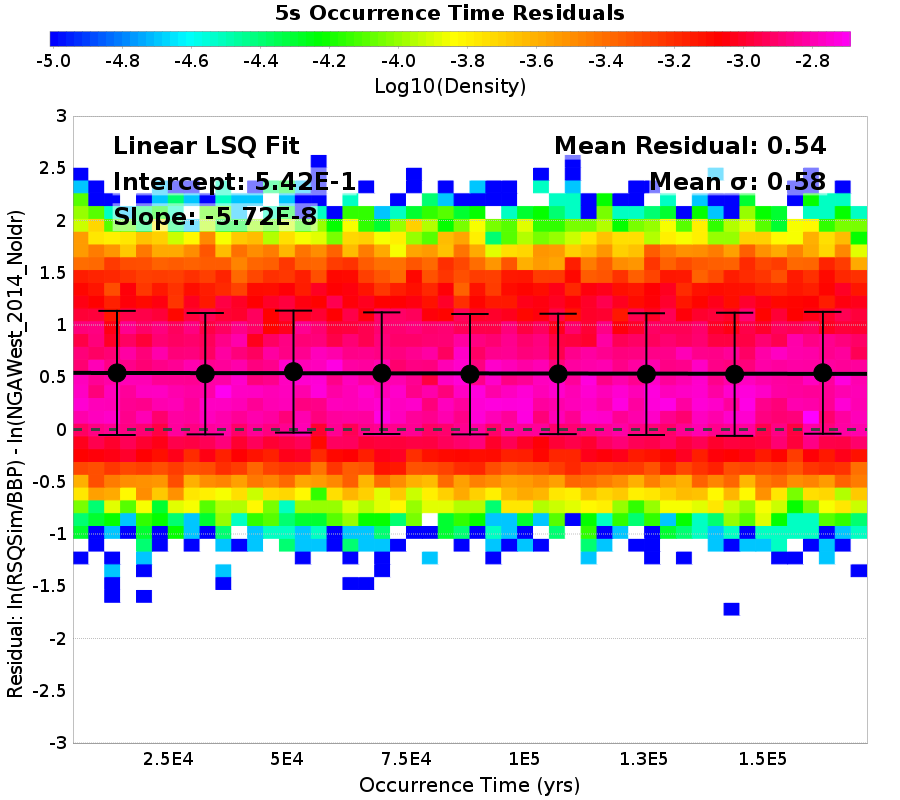 5s Occurrence Time Residuals
-5.0 -4.8 -4.6 -4.4 -4.2 -4.0 -3.8 -3.6 -3.4 -3.2 -3.0 -2.8
Log10(Density)
Linear LSQ Fit
Intercept: 5.42E-1
Slope: -5.72E-8
Mean Residual: 0.54
Mean σ: 0.58
Residual: ln(RSQSim/BBP) - ln(NGAWest_2014_NoIdr)
3
2.5
2
1.5
1
0.5
0
-0.5
-1
-1.5
-2
-2.5
-3
2.5E4 5E4 7.5E4 1E5 1.3E5 1.5E5
Occurrence Time (yrs)